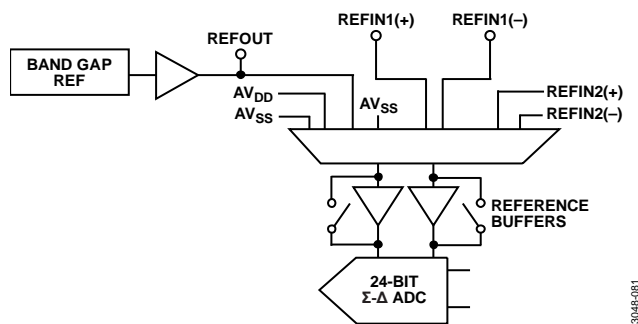 REFIN1(+)
REFIN1(–)
REFOUT
BAND GAP
REF
AVDD
AVSS
AVSS
REFIN2(+)
REFIN2(–)
REFERENCE
BUFFERS
24-BIT
Σ-Δ ADC
3048-081